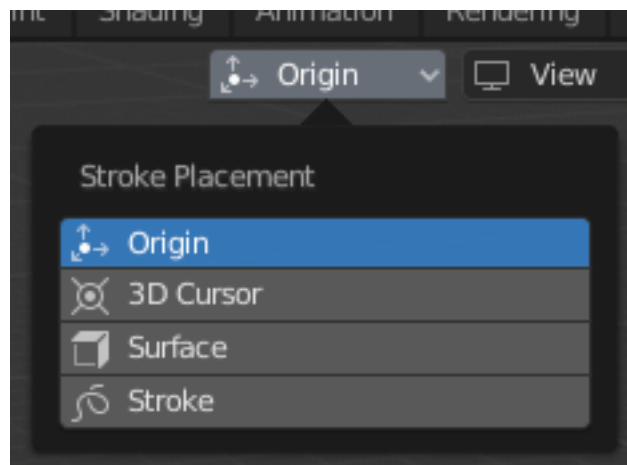 Shading Animation Rendering
Origin View
Stroke Placement
Origin
3D Cursor
Surface
Stroke